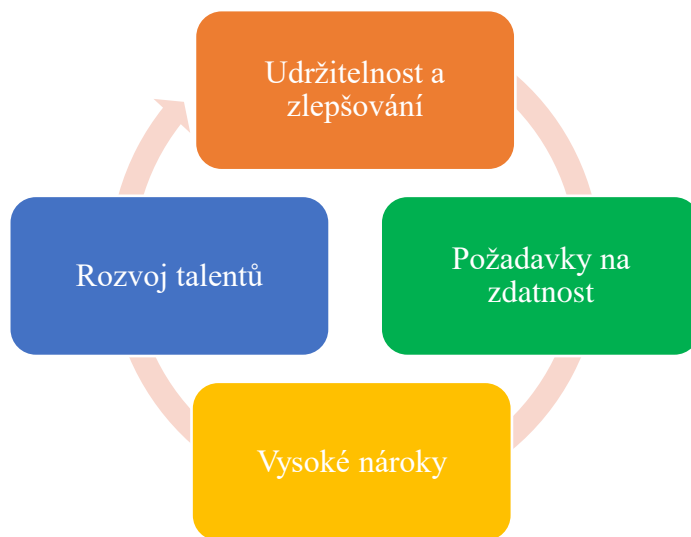 Udržitelnost a
zlepšování
Rozvoj talentů
Požadavky na
zdatnost
Vysoké nároky